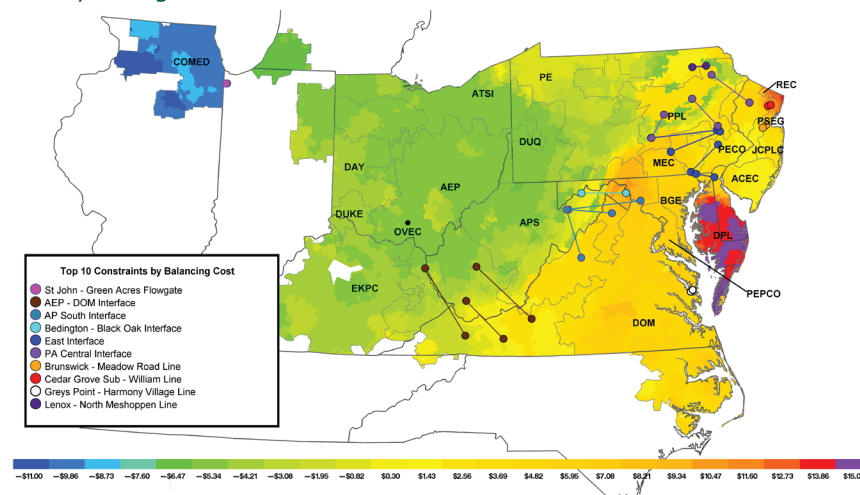 COMED
ATSI
PE
REC
PSEG
PPL
DUQ
PECO
JCPLC
MEC
DAY
ACEC
AEP
BGE
DUKE
APS
OVEC
DPL
EKPC
PEPCO
DOM
Top 10 Constraints by Balancing Cost
St John - Green Acres Flowgate
AEP - DOM Interface
AP South Interface
Bedington - Black Oak Interface
East Interface
PA Central Interface
Brunswick - Meadow Road Line
Cedar Grove Sub - William Line
Greys Point - Harmony Village Line
Lenox - North Meshoppen Line
–$11.00 –$9.86 –$8.73 –$7.60 –$6.47 –$5.34 –$4.21 –$3.08 –$1.95 –$0.82 $0.30 $1.43 $2.56 $3.69 $4.82 $5.95 $7.08 $8.21 $9.34 $10.47 $11.60 $12.73 $13.86